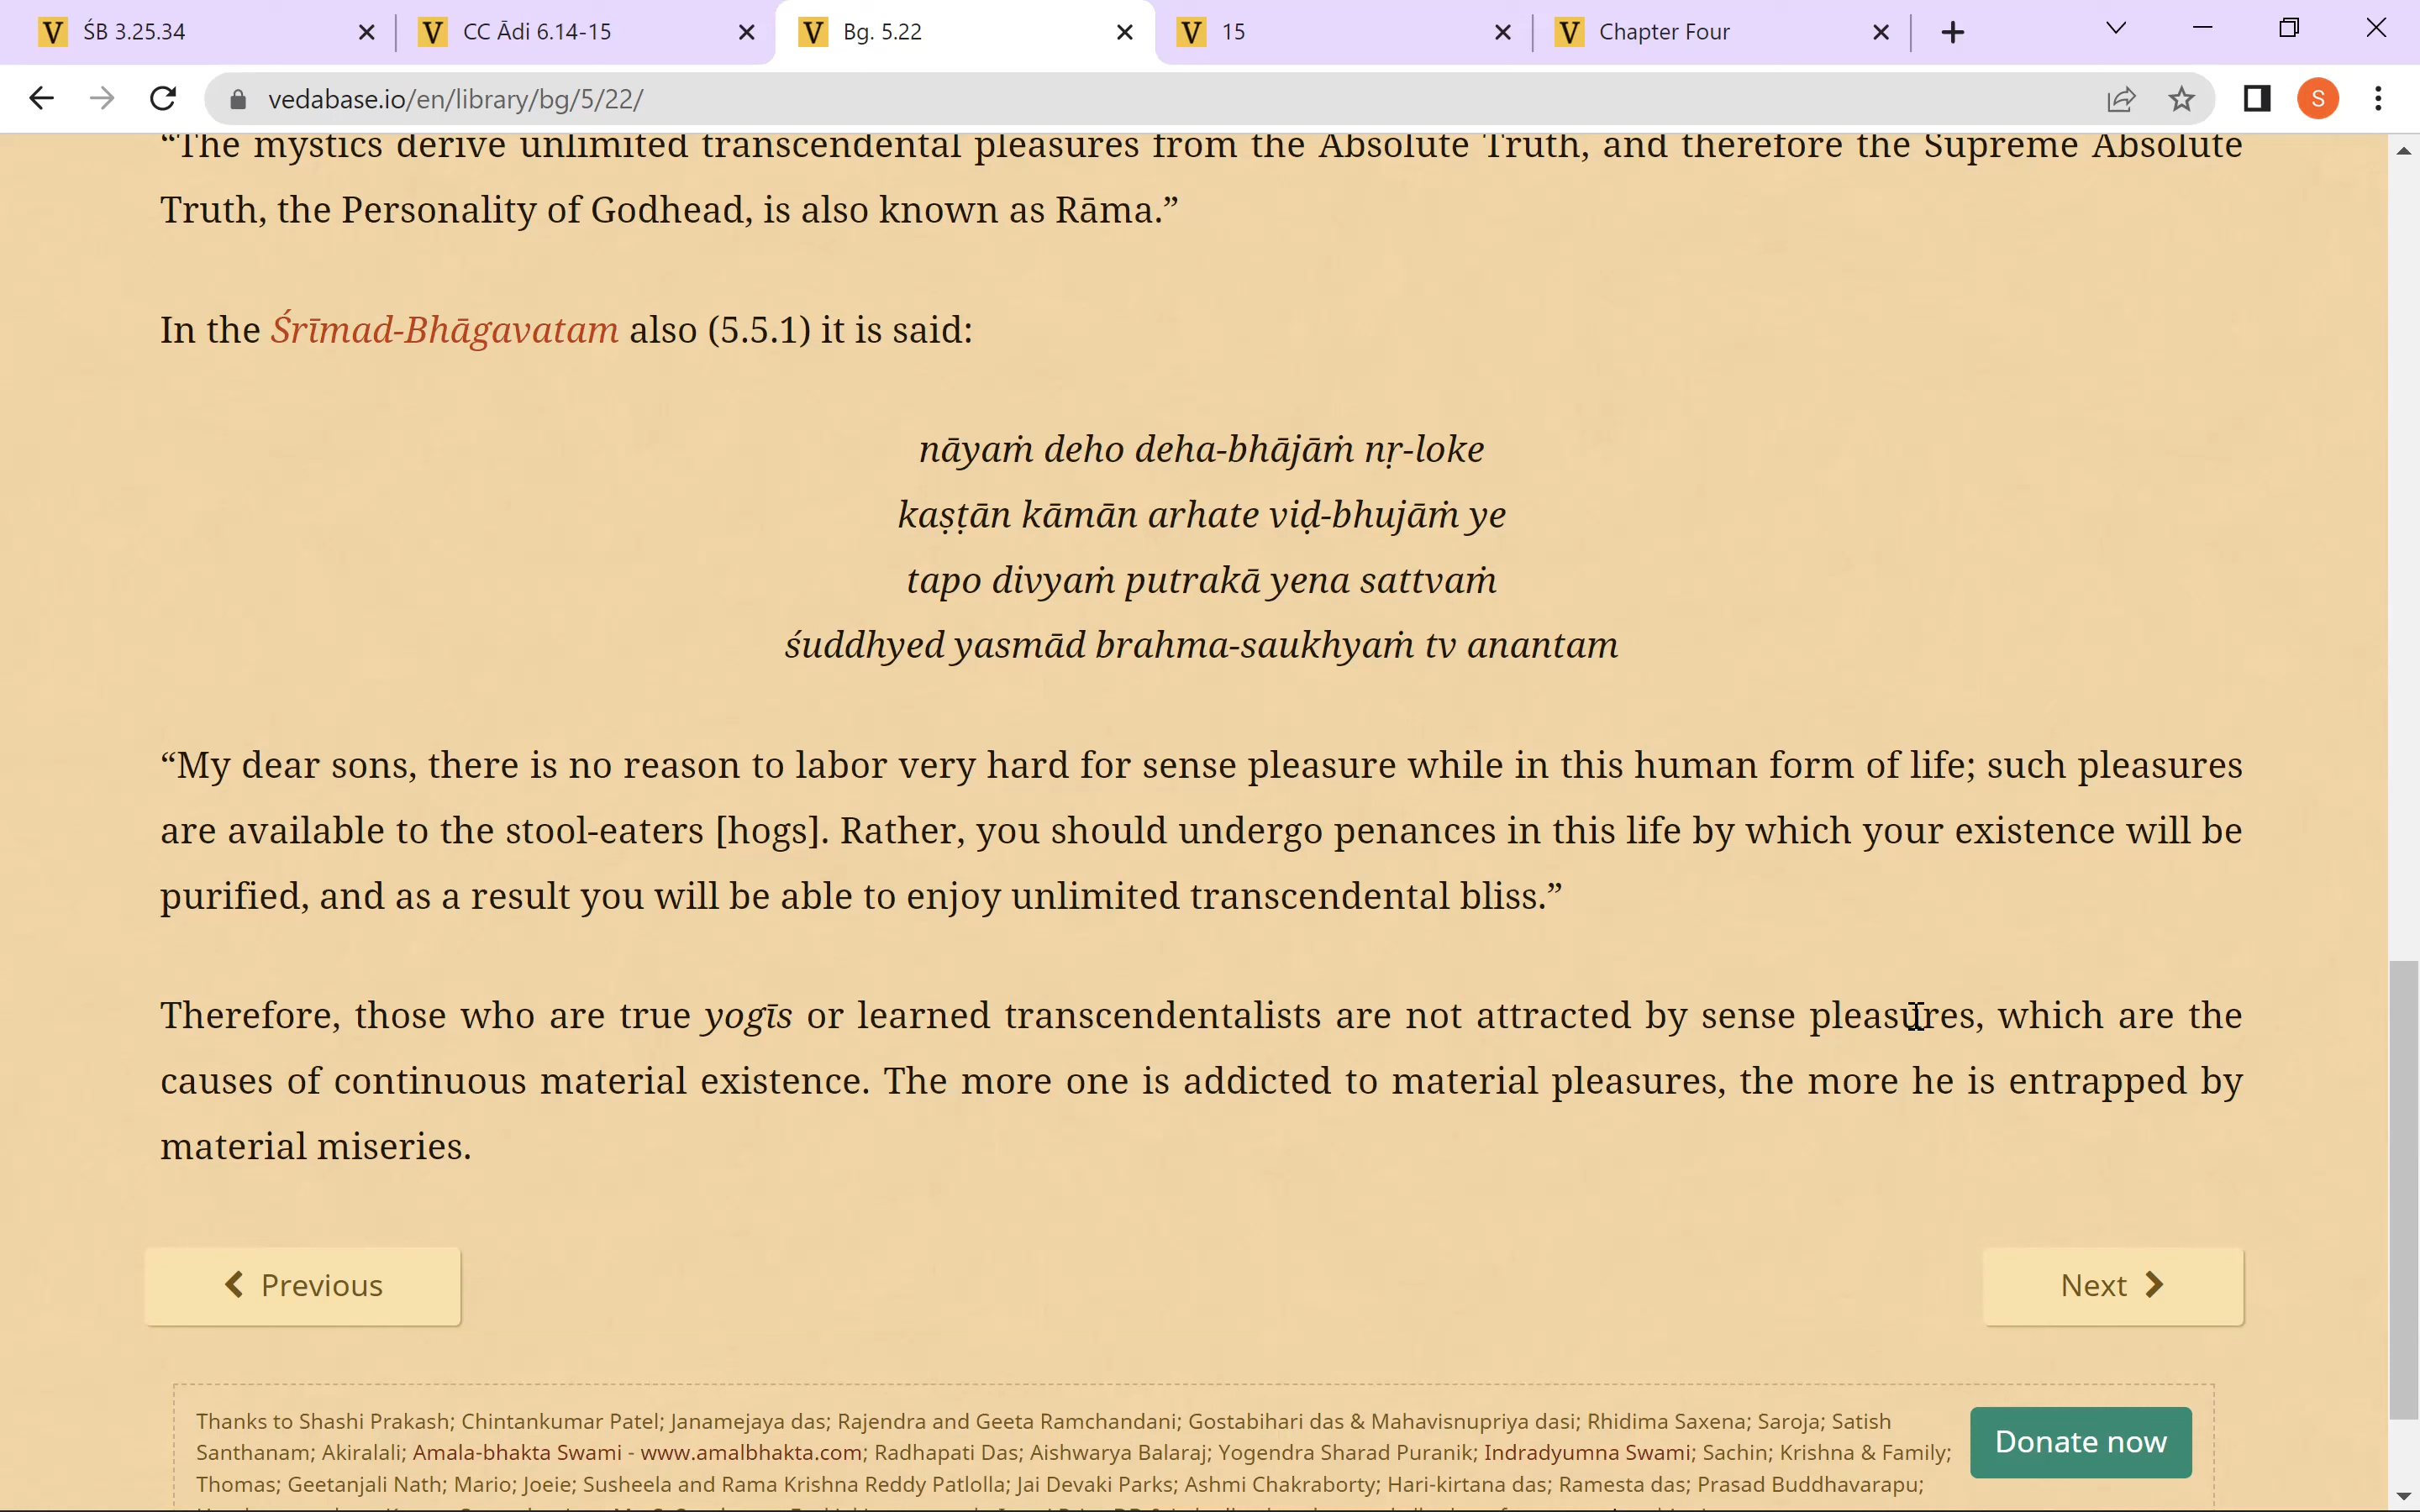 V ŚB 3.25.34 V CC Ādi 6.14-15 V Bg. 5.22 V 15 V Chapter Four
vedabase.io/en/library/bg/5/22/ S
“The mystics derive unlimited transcendental pleasures from the Absolute Truth, and therefore the Supreme Absolute
Truth, the Personality of Godhead, is also known as Rāma.”
In the Śrīmad-Bhāgavatam also (5.5.1) it is said:
nāyaṁ deho deha-bhājāṁ nṛ-loke
kaṣṭān kāmān arhate viḍ-bhujāṁ ye
tapo divyaṁ putrakā yena sattvaṁ
śuddhyed yasmād brahma-saukhyaṁ tv anantam
“My dear sons, there is no reason to labor very hard for sense pleasure while in this human form of life; such pleasures
are available to the stool-eaters [hogs]. Rather, you should undergo penances in this life by which your existence will be
purified, and as a result you will be able to enjoy unlimited transcendental bliss.”
Therefore, those who are true yogīs or learned transcendentalists are not attracted by sense pleasures, which are the
causes of continuous material existence. The more one is addicted to material pleasures, the more he is entrapped by
material miseries.
Previous Next
Thanks to Shashi Prakash; Chintankumar Patel; Janamejaya das; Rajendra and Geeta Ramchandani; Gostabihari das & Mahavisnupriya dasi; Rhidima Saxena; Saroja; Satish
Santhanam; Akiralali; Amala-bhakta Swami - www.amalbhakta.com; Radhapati Das; Aishwarya Balaraj; Yogendra Sharad Puranik; Indradyumna Swami; Sachin; Krishna & Family;
Thomas; Geetanjali Nath; Mario; Joeie; Susheela and Rama Krishna Reddy Patlolla; Jai Devaki Parks; Ashmi Chakraborty; Hari-kirtana das; Ramesta das; Prasad Buddhavarapu;
Donate now